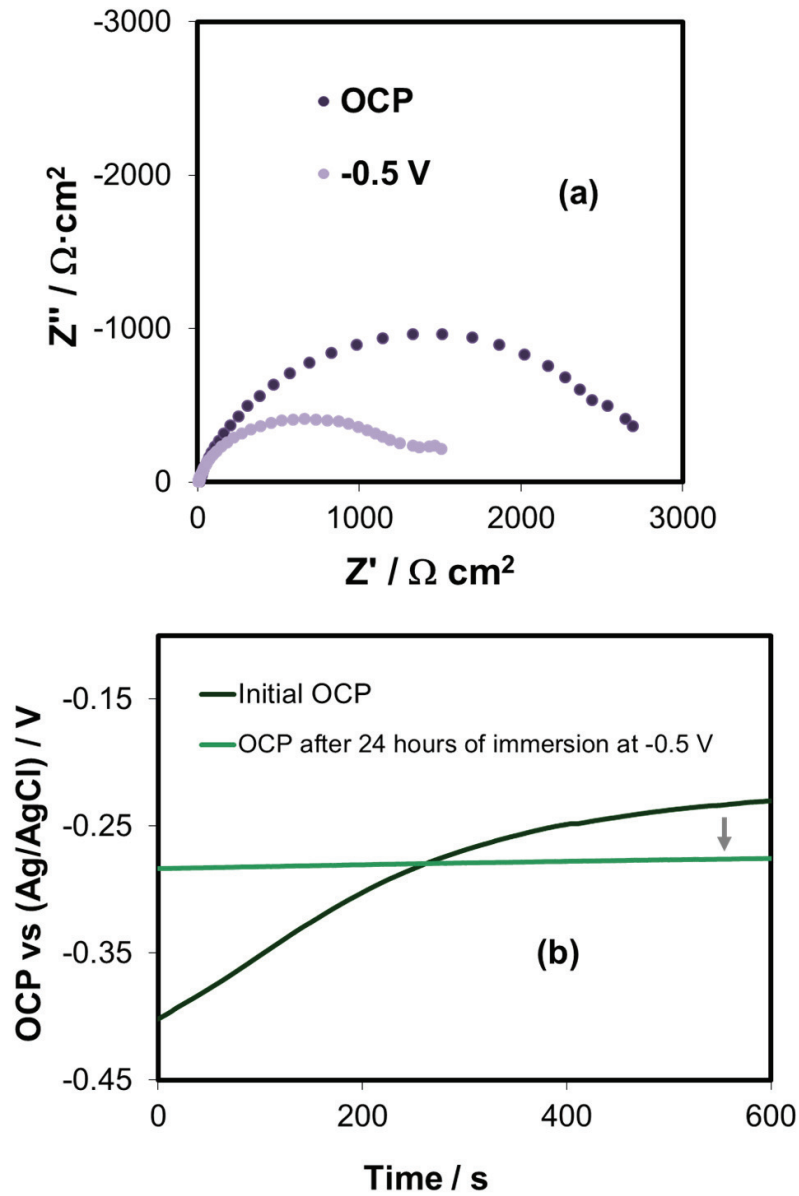 -3000
OCP
-0.5 V
-2000
(a)
Z" / Ω·cm²
-1000
0
0 1000 2000 3000
Z' / Ω cm²
Initial OCP
-0.15
OCP after 24 hours of immersion at -0.5 V
-0.25
OCP vs (Ag/AgCl) / V
-0.35
(b)
-0.45
0 200 400 600
Time / s